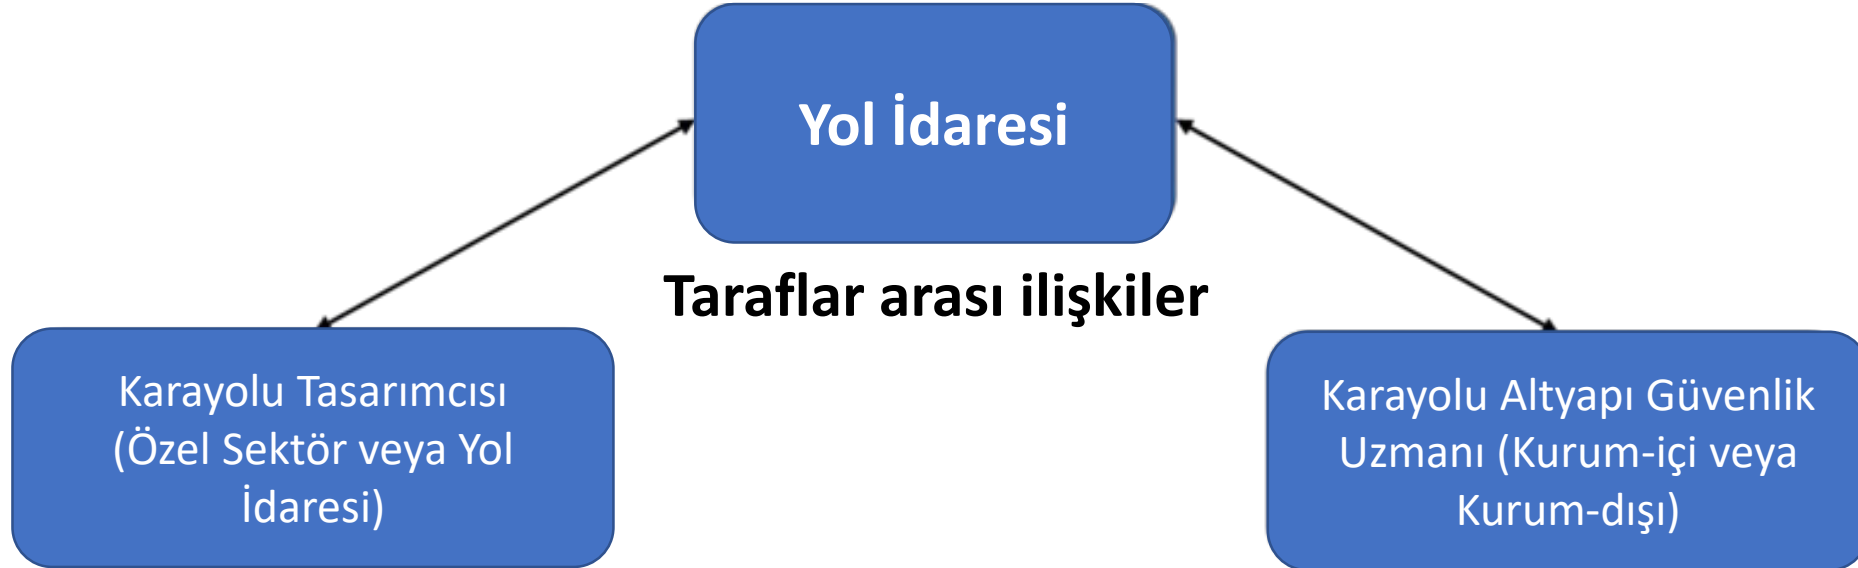 Yol İdaresi
Taraflar arası ilişkiler
Karayolu Tasarımcısı
(Özel Sektör veya Yol
İdaresi)
Karayolu Altyapı Güvenlik
Uzmanı (Kurum-içi veya
Kurum-dışı)